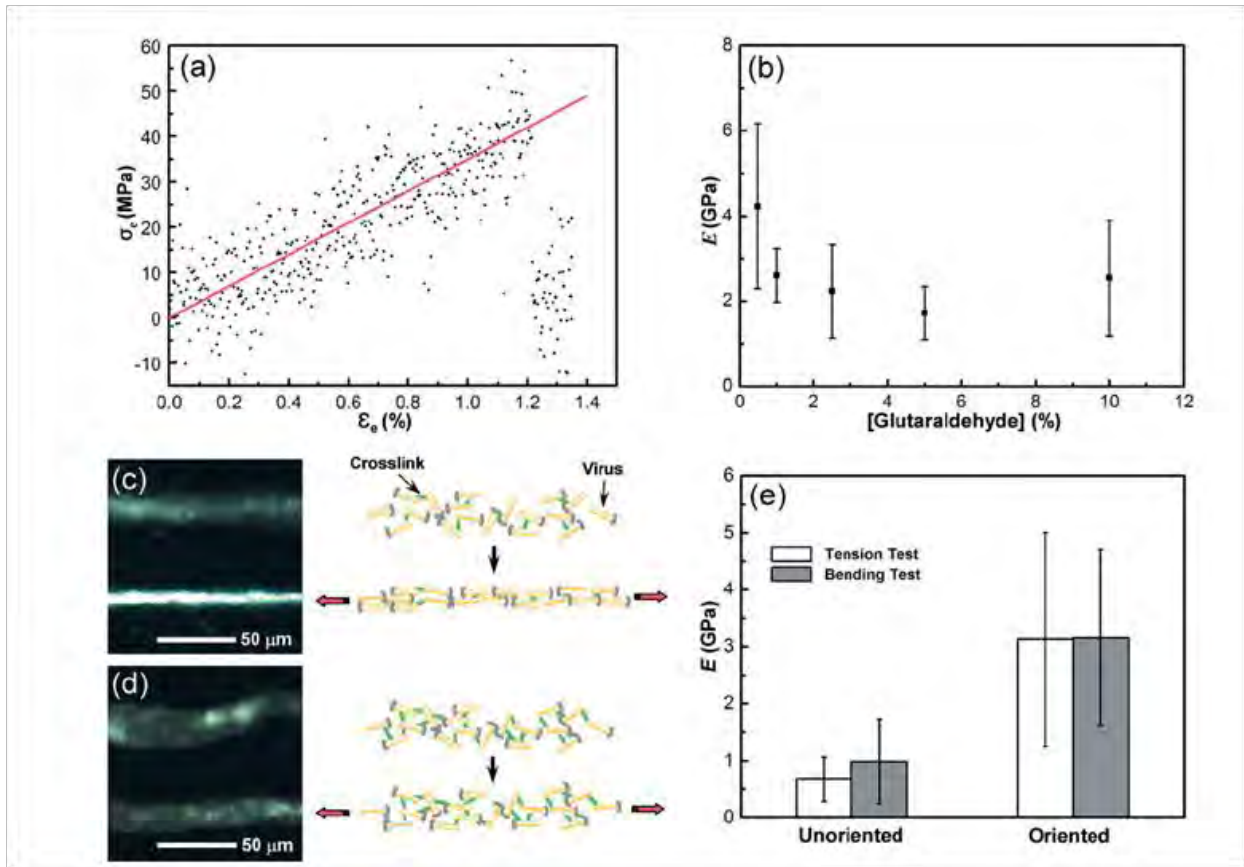 (a)
60
50
40
30
20
10
0
-10
σe (MPa)
0.0 0.2 0.4 0.6 0.8 1.0 1.2 1.4
εe (%)
(b)
8
6
4
2
0
E (GPa)
0 2 4 6 8 10 12
[Glutaraldehyde] (%)
(c)
50 μm
Crosslink
Virus
(d)
50 μm
(e)
6
5
4
3
2
1
0
E (GPa)
Tension Test
Bending Test
Unoriented Oriented